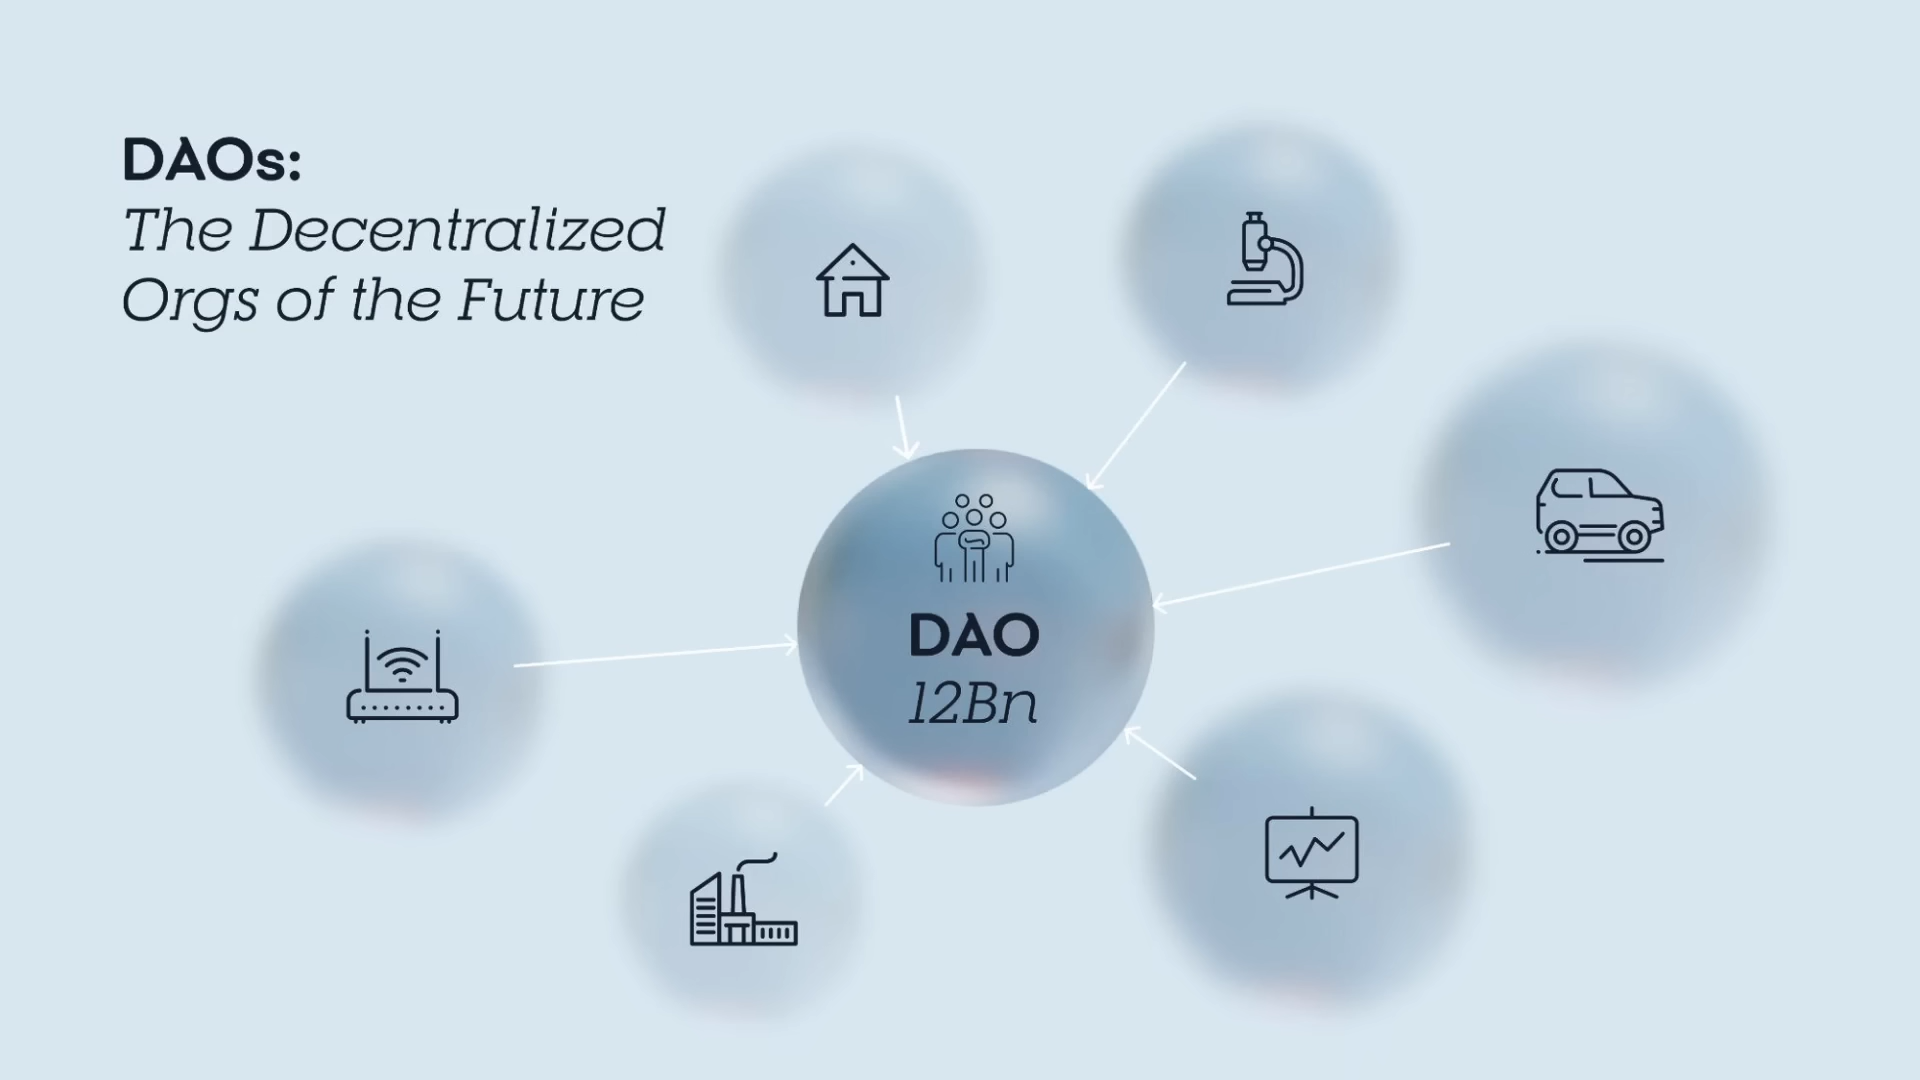 DAOs:
The Decentralized
Orgs of the Future
DAO
12Bn